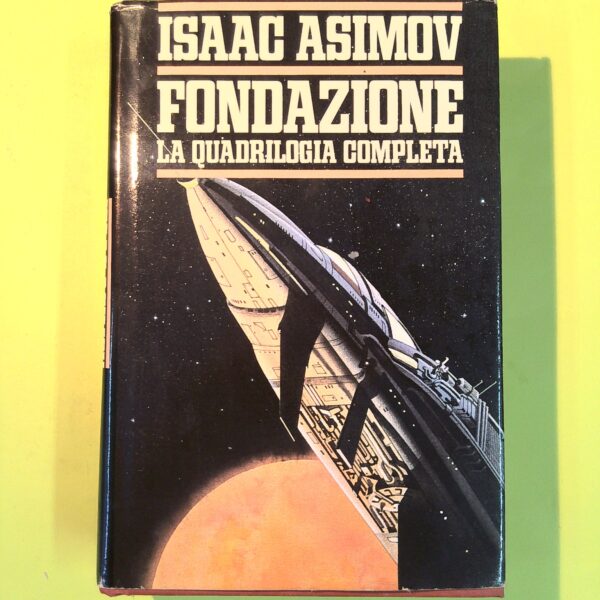 ISAAC ASIMOV
FONDAZIONE
LA QUADRILOGIA COMPLETA